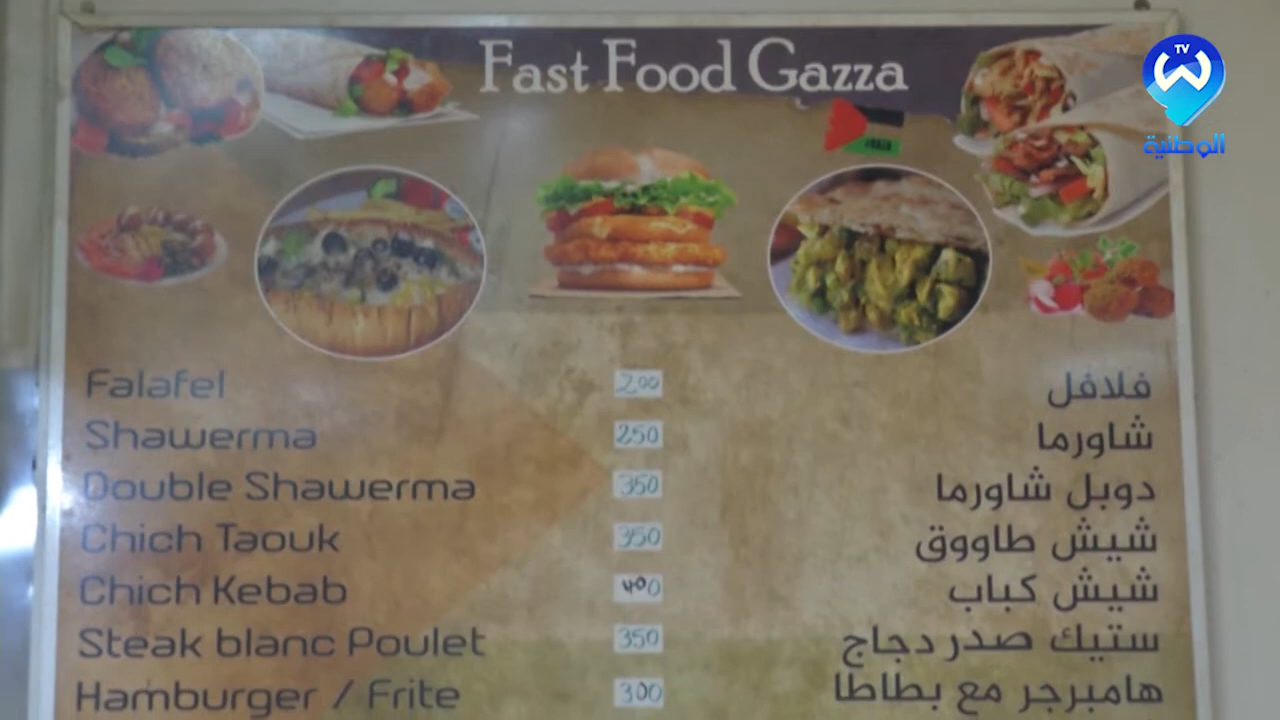 TV
الوطنية
Fast Food Gazza
Falafel 200 فلافل
Shawerma 250 شاورما
Double Shawerma 350 دوبل شاورما
Chich Taouk 350 شيش طاووق
Chich Kebab 400 شيش كباب
Steak blanc Poulet 350 ستيك صدر دجاج
Hamburger / Frite 300 هامبرجر مع بطاطا